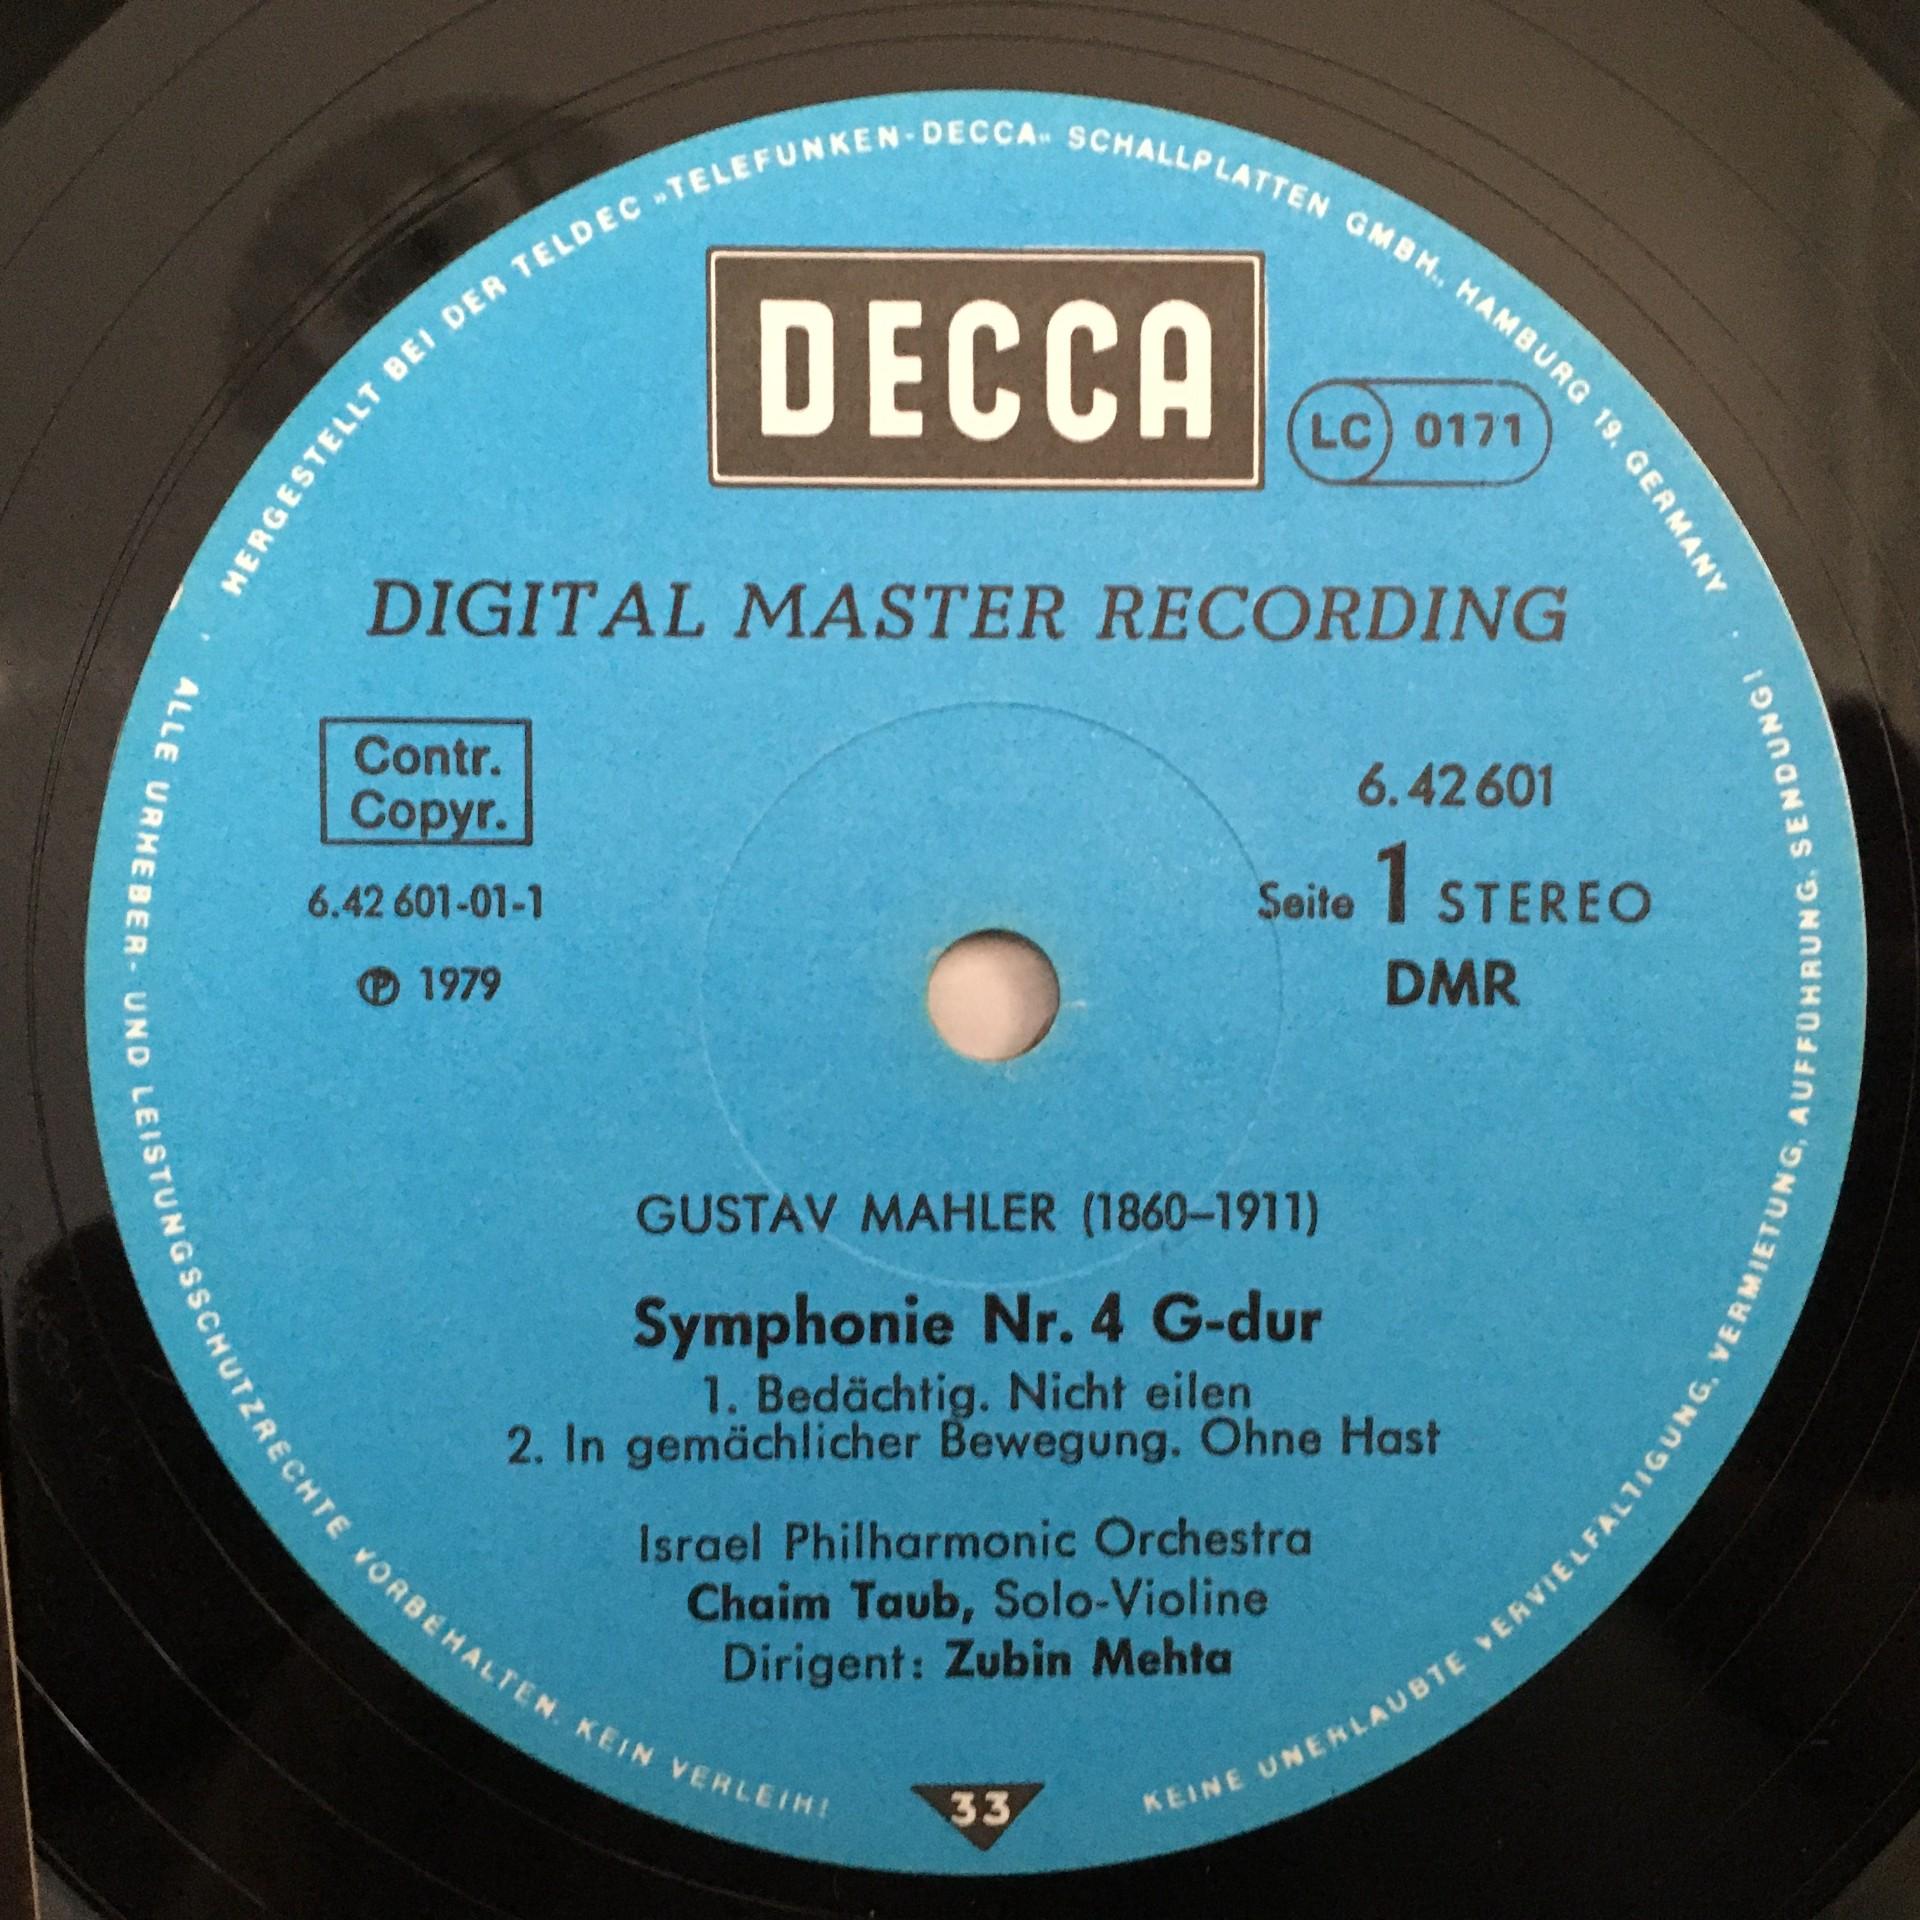 HERGESTELLT BEI DER TELDEC »TELEFUNKEN-DECCA« SCHALLPLATTEN GMBH., HAMBURG 19. GERMANY
DECCA
LC 0171
DIGITAL MASTER RECORDING
Contr.
Copyr.
6.42 601-01-1
℗ 1979
6.42601
Seite 1 STEREO
DMR
GUSTAV MAHLER (1860–1911)
Symphonie Nr. 4 G-dur
1. Bedächtig. Nicht eilen
2. In gemächlicher Bewegung. Ohne Hast
Israel Philharmonic Orchestra
Chaim Taub, Solo-Violine
Dirigent: Zubin Mehta
33
ALLE URHEBER- UND LEISTUNGSSCHUTZRECHTE VORBEHALTEN. KEIN VERLEIH!
KEINE UNERLAUBTE VERVIELFÄLTIGUNG, VERMIETUNG, AUFFÜHRUNG, SENDUNG!